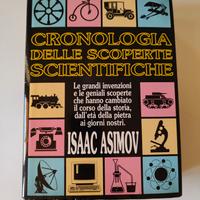 CRONOLOGIA
DELLE SCOPERTE
SCIENTIFICHE
Le grandi invenzioni
e le geniali scoperte
che hanno cambiato
il corso della storia,
dall'età della pietra
ai giorni nostri.
ISAAC ASIMOV